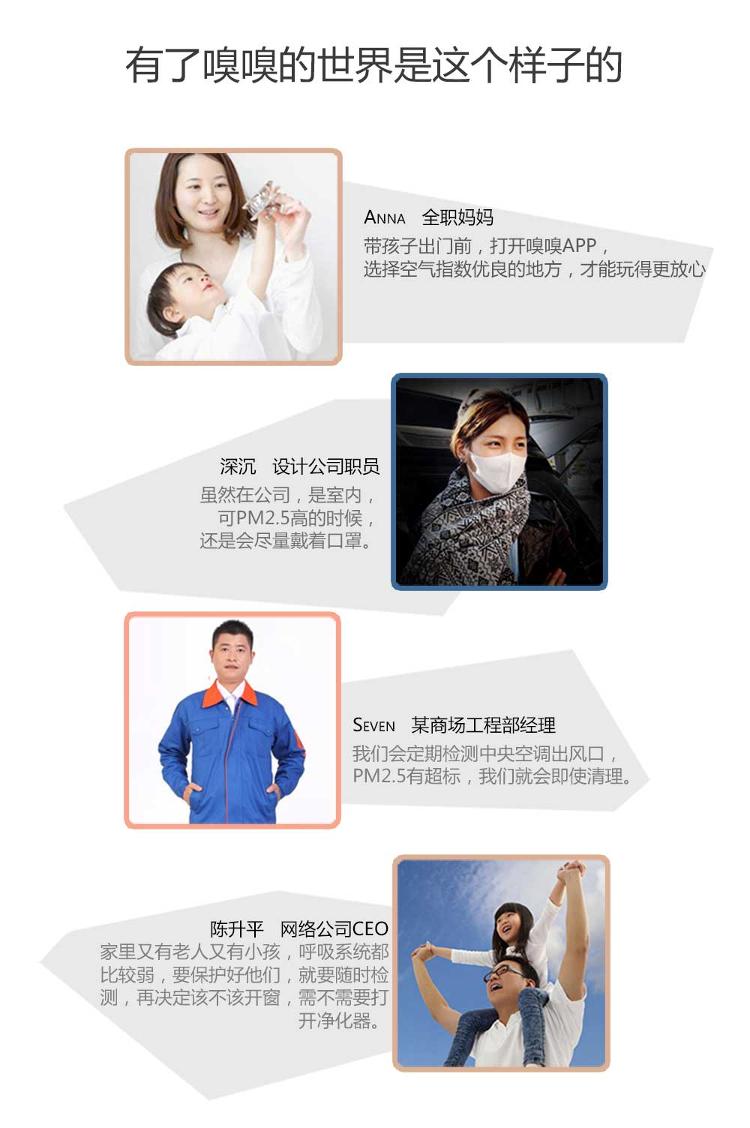 有了嗅嗅的世界是这个样子的
ANNA 全职妈妈
带孩子出门前，打开嗅嗅APP，
选择空气指数优良的地方，才能玩得更放心
深沉 设计公司职员
虽然在公司，是室内，
可PM2.5高的时候，
还是会尽量戴着口罩。
SEVEN 某商场工程部经理
我们会定期检测中央空调出风口，
PM2.5有超标，我们就会即使清理。
陈升平 网络公司CEO
家里又有老人又有小孩，呼吸系统都
比较弱，要保护好他们，就要随时检
测，再决定该不该开窗，需不需要打
开净化器。